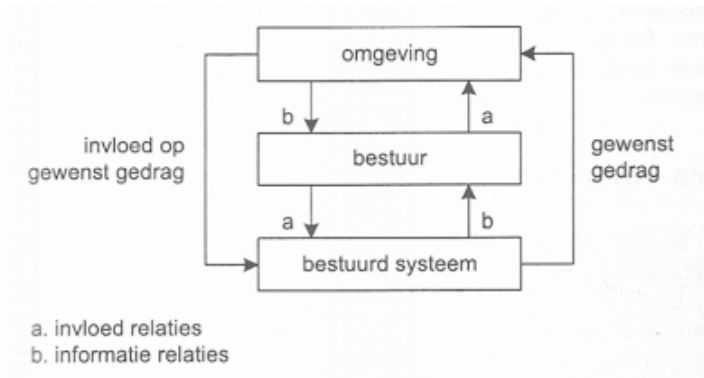 omgeving
b
a
invloed op
gewenst gedrag
bestuur
gewenst
gedrag
a
b
bestuurd systeem
a. invloed relaties
b. informatie relaties